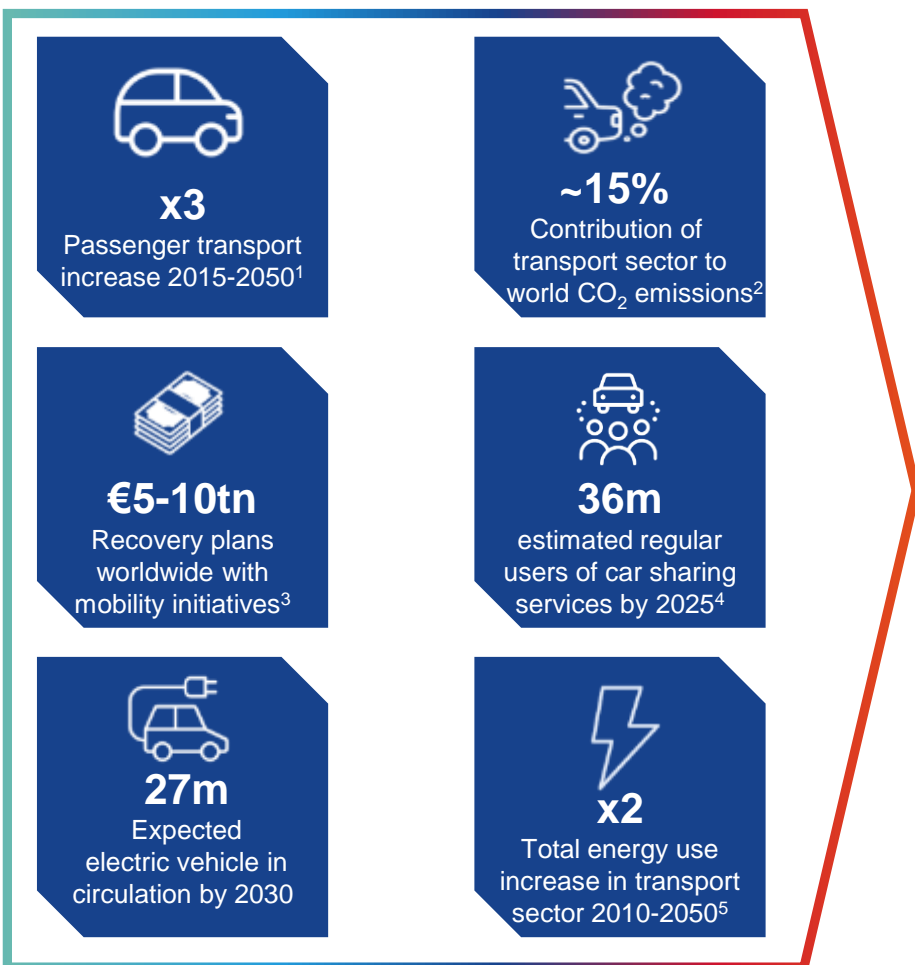 x3
Passenger transport
increase 2015-2050¹
~15%
Contribution of
transport sector to
world CO₂ emissions²
€5-10tn
Recovery plans
worldwide with
mobility initiatives³
36m
estimated regular
users of car sharing
services by 2025⁴
27m
Expected
electric vehicle in
circulation by 2030
x2
Total energy use
increase in transport
sector 2010-2050⁵